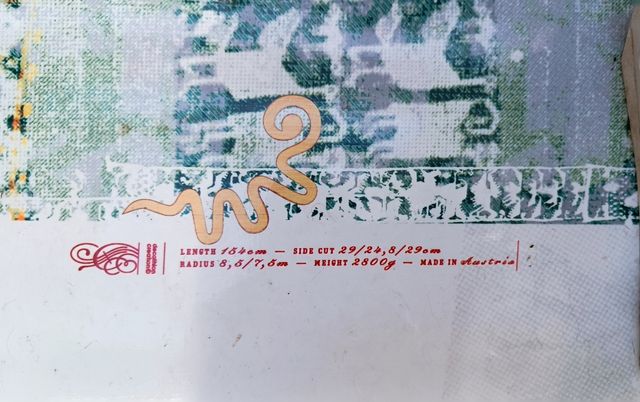 LENGTH 154cm — SIDE CUT 29/24,8/29cm
RADIUS 8,5/7,5m — WEIGHT 2800g — MADE IN Austria